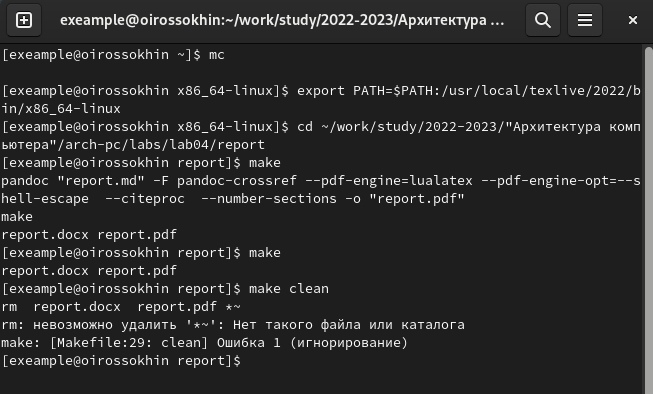 exeample@oirossokhin:~/work/study/2022-2023/Архитектура ...
[exeample@oirossokhin ~]$ mc
[exeample@oirossokhin x86_64-linux]$ export PATH=$PATH:/usr/local/texlive/2022/b
in/x86_64-linux
[exeample@oirossokhin x86_64-linux]$ cd ~/work/study/2022-2023/"Архитектура комп
ьютера"/arch-pc/labs/lab04/report
[exeample@oirossokhin report]$ make
pandoc "report.md" -F pandoc-crossref --pdf-engine=lualatex --pdf-engine-opt=--s
hell-escape  --citeproc  --number-sections -o "report.pdf"
make
report.docx report.pdf
[exeample@oirossokhin report]$ make
report.docx report.pdf
[exeample@oirossokhin report]$ make clean
rm  report.docx  report.pdf *~
rm: невозможно удалить '*~': Нет такого файла или каталога
make: [Makefile:29: clean] Ошибка 1 (игнорирование)
[exeample@oirossokhin report]$